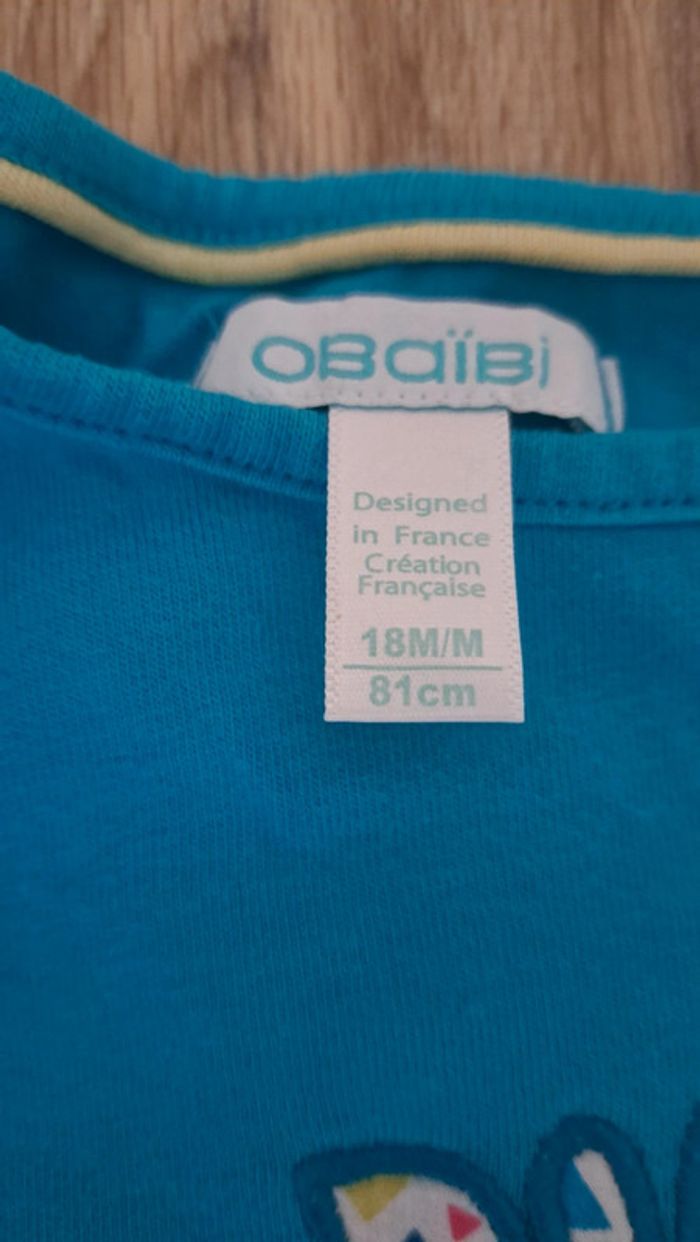 OBaïBi
Designed
in France
Création
Française
18M/M
81cm